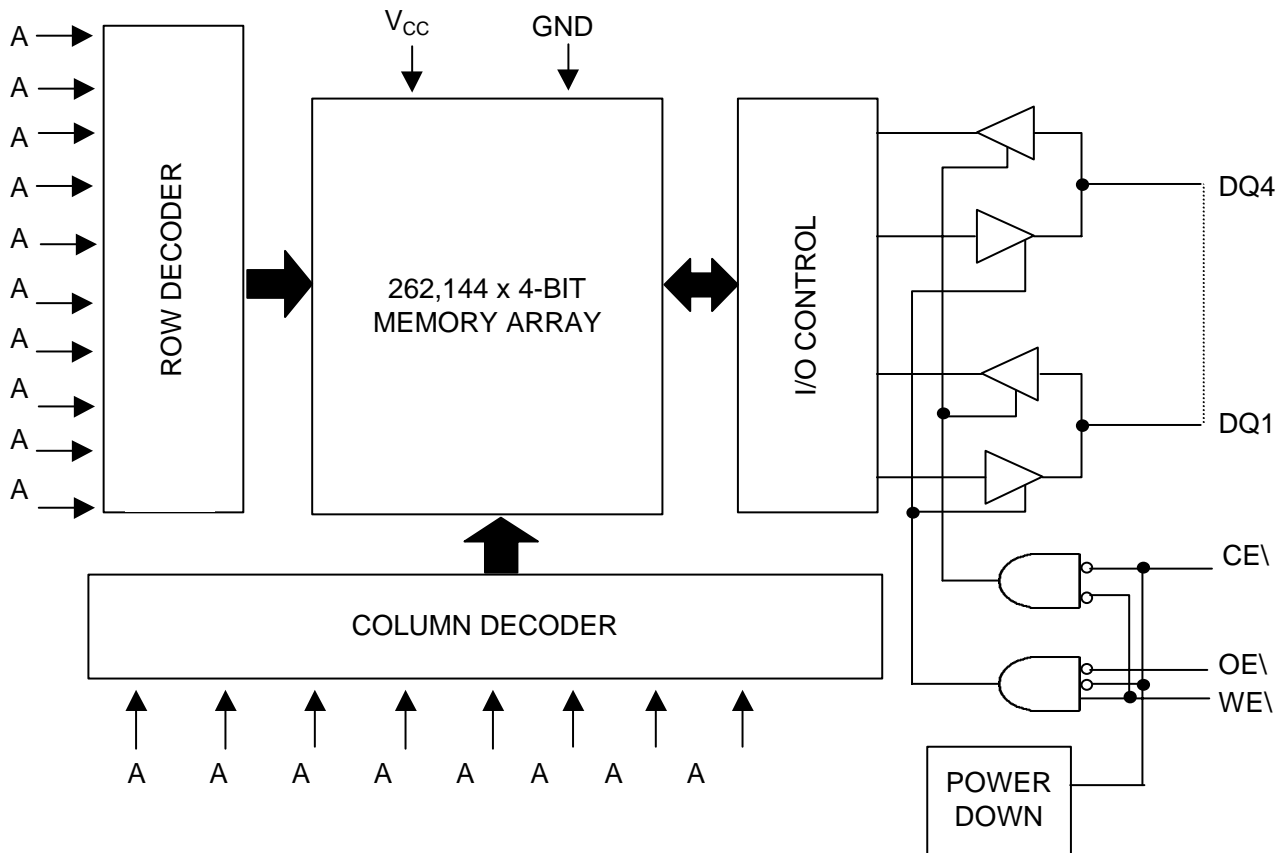 V_CC GND
A
A
A
A
A
A
A
A
A
A
ROW DECODER
262,144 x 4-BIT
MEMORY ARRAY
I/O CONTROL
DQ4
DQ1
CE\
OE\
WE\
COLUMN DECODER
A A A A A A A A
POWER
DOWN